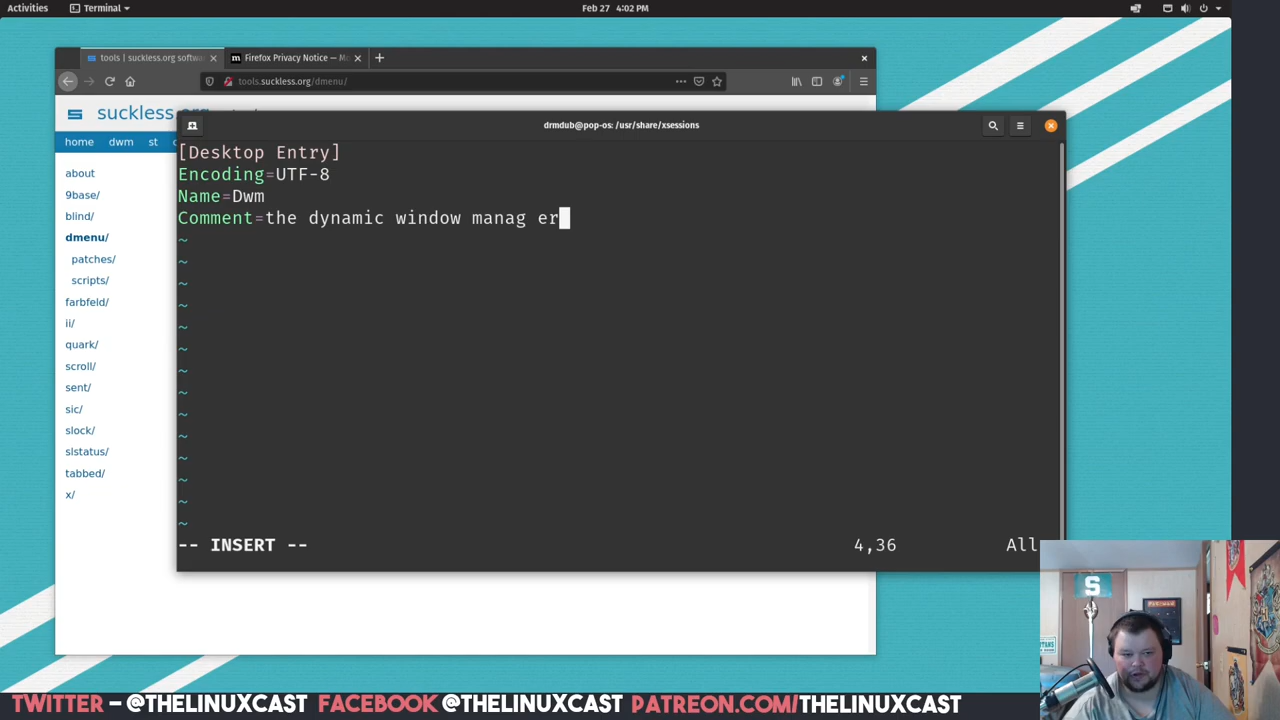 Activities
Terminal
Feb 27 4:02 PM
tools | suckless.org softwa
Firefox Privacy Notice — Mo
tools.suckless.org/dmenu/
suckless.org
drmdub@pop-os: /usr/share/xsessions
home dwm st
about
9base/
blind/
dmenu/
patches/
scripts/
farbfeld/
ii/
quark/
scroll/
sent/
sic/
slock/
slstatus/
tabbed/
x/
[Desktop Entry]
Encoding=UTF-8
Name=Dwm
Comment=the dynamic window manag er
~
~
~
~
~
~
~
~
~
~
~
~
~
~
-- INSERT -- 4,36 All
S
TWITTER – @THELINUXCAST FACEBOOK @THELINUXCAST PATREON.COM/THELINUXCAST